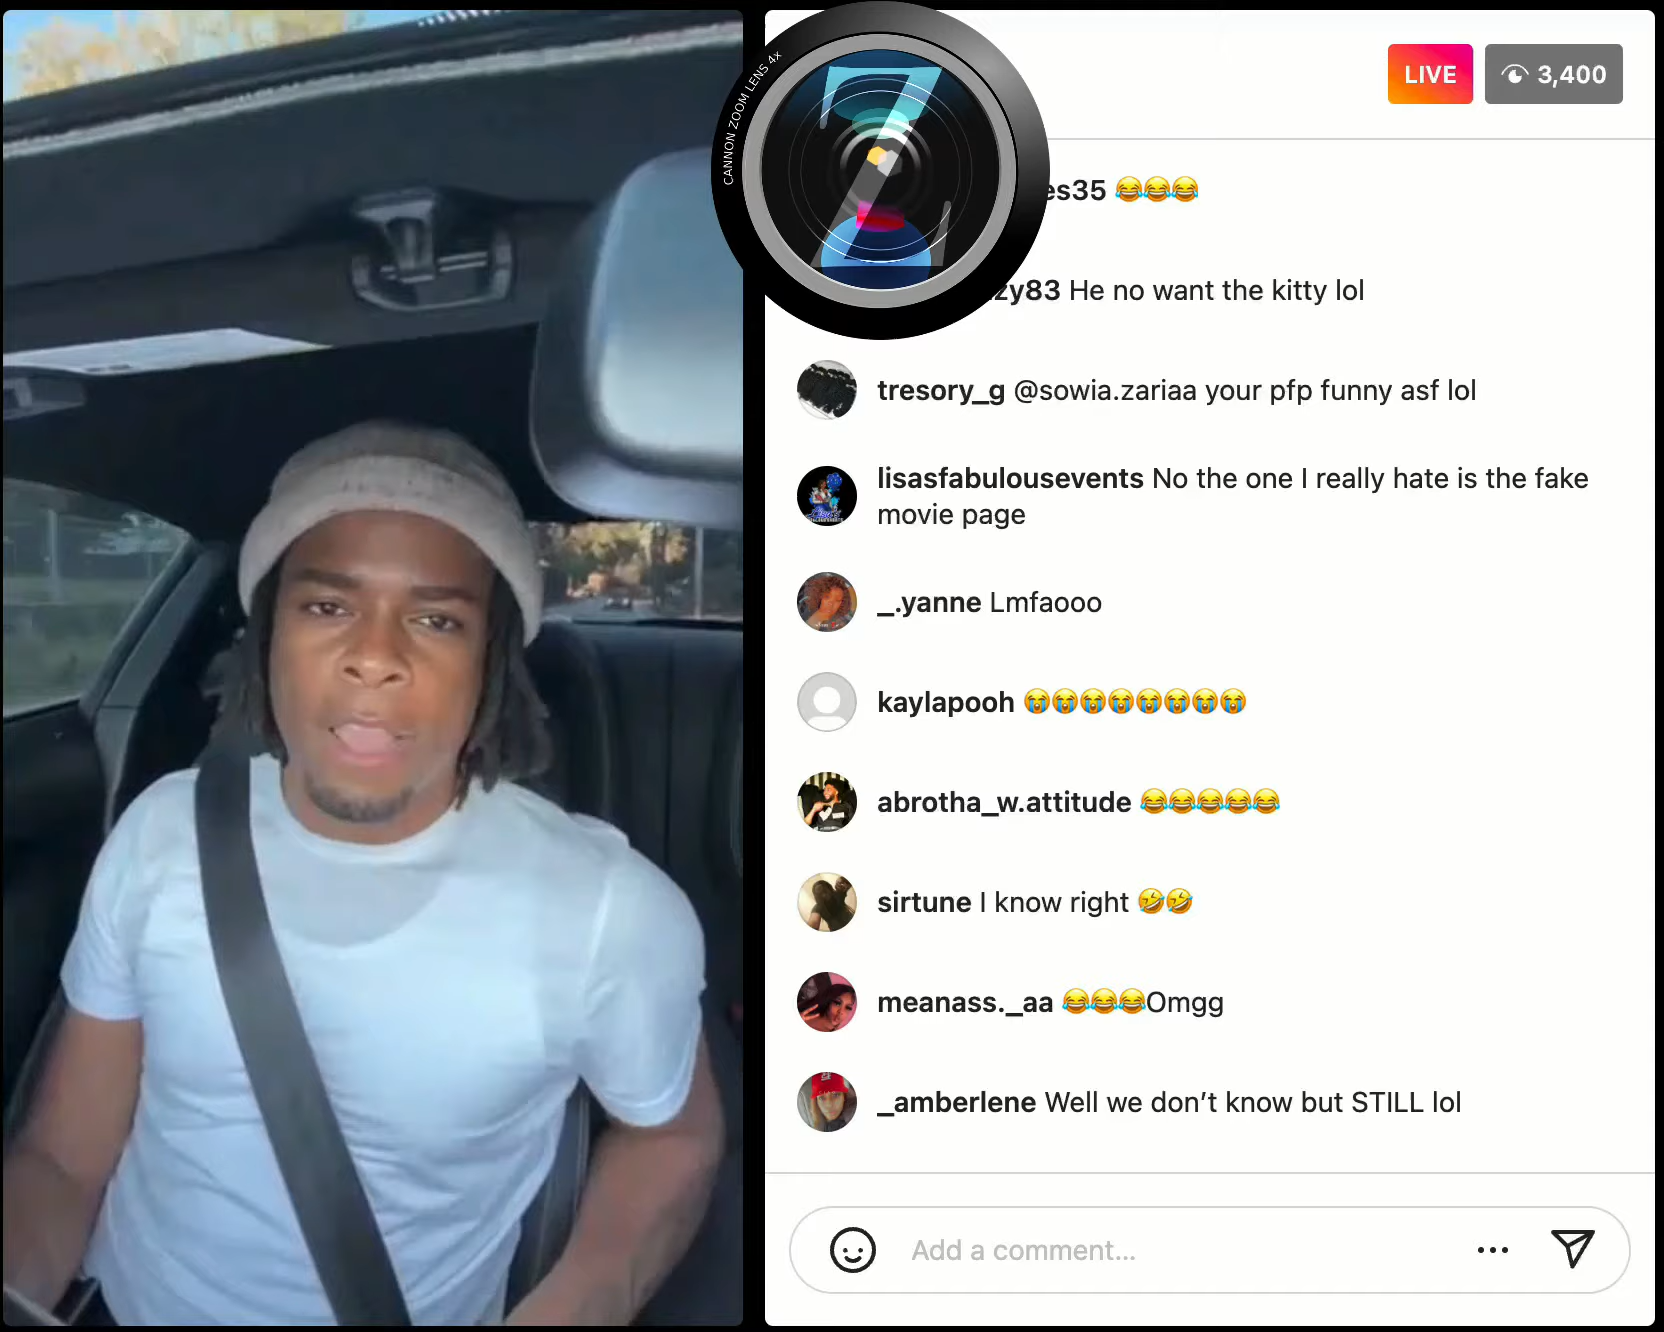 CANNON ZOOM LENS 4x
Z
LIVE 3,400
es35 😂😂😂
zy83 He no want the kitty lol
tresory_g @sowia.zariaa your pfp funny asf lol
lisasfabulousevents No the one I really hate is the fake
movie page
_.yanne Lmfaooo
kaylapooh 😭😭😭😭😭😭😭😭
abrotha_w.attitude 😂😂😂😂😂
sirtune I know right 🤣🤣
meanass._aa 😂😂😂Omgg
_amberlene Well we don’t know but STILL lol
Add a comment...